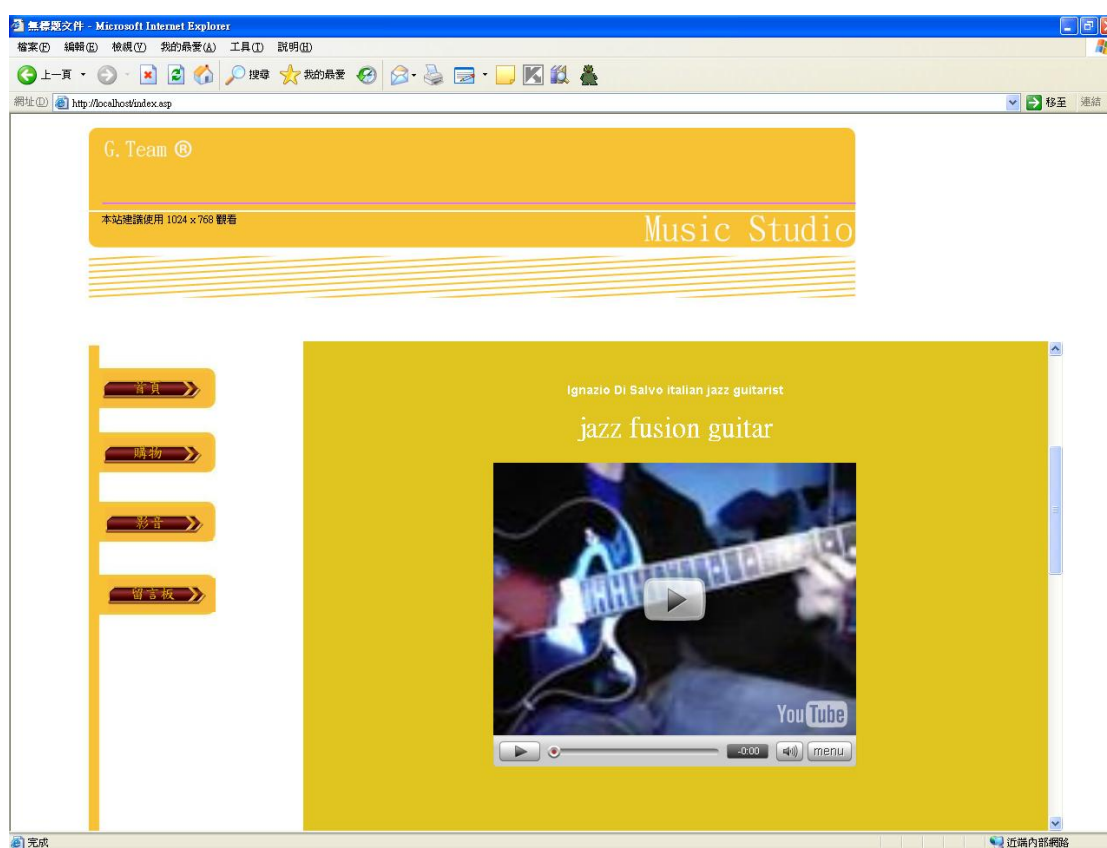 無標題文件 - Microsoft Internet Explorer
檔案(F) 編輯(E) 檢視(V) 我的最愛(A) 工具(T) 說明(H)
上一頁 搜尋 我的最愛
網址(D) http://localhost/index.asp 移至 連結
G.Team ®
本站建議使用 1024 x 768 觀看
Music Studio
首頁
購物
影音
留言板
Ignazio Di Salvo italian jazz guitarist
jazz fusion guitar
YouTube
-0:00 menu
完成 近端內部網路